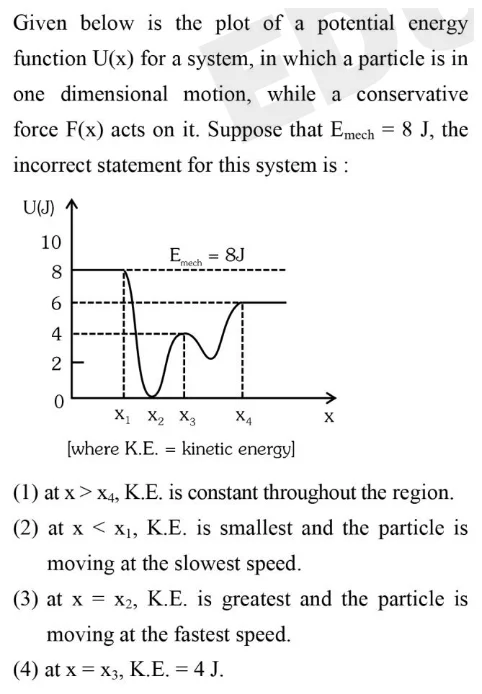 Given below is the plot of a potential energy
function U(x) for a system, in which a particle is in
one dimensional motion, while a conservative
force F(x) acts on it. Suppose that Eₘₑcₕ = 8 J, the
incorrect statement for this system is :
U(J)
10
Eₘₑcₕ = 8J
8
6
4
2
0
x₁ x₂ x₃ x₄ x
[where K.E. = kinetic energy]
(1) at x > x₄, K.E. is constant throughout the region.
(2) at x < x₁, K.E. is smallest and the particle is
moving at the slowest speed.
(3) at x = x₂, K.E. is greatest and the particle is
moving at the fastest speed.
(4) at x = x₃, K.E. = 4 J.